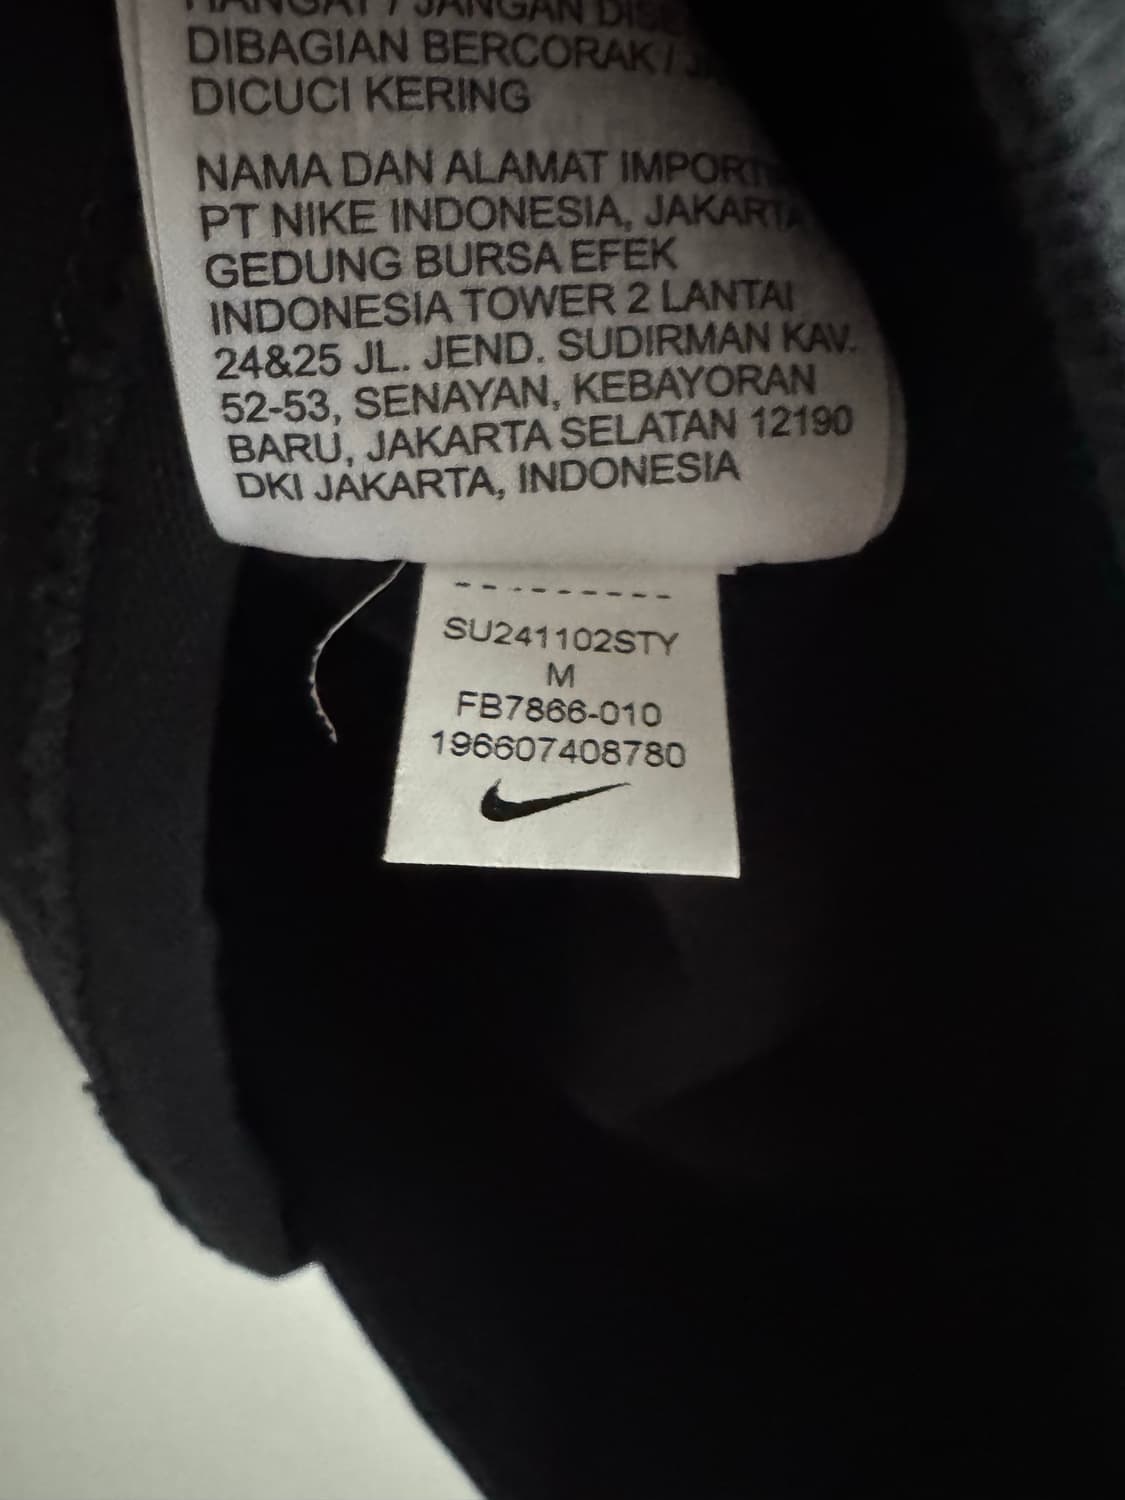 HANGAT / JANGAN
DIBAGIAN BERCORAK /
DICUCI KERING
NAMA DAN ALAMAT
PT NIKE INDONESIA, JAKARTA
GEDUNG BURSA EFEK
INDONESIA TOWER 2 LANTAI
24&25 JL. JEND. SUDIRMAN KAV.
52-53, SENAYAN, KEBAYORAN
BARU, JAKARTA SELATAN 12190
DKI JAKARTA, INDONESIA
SU241102STY
M
FB7866-010
196607408780